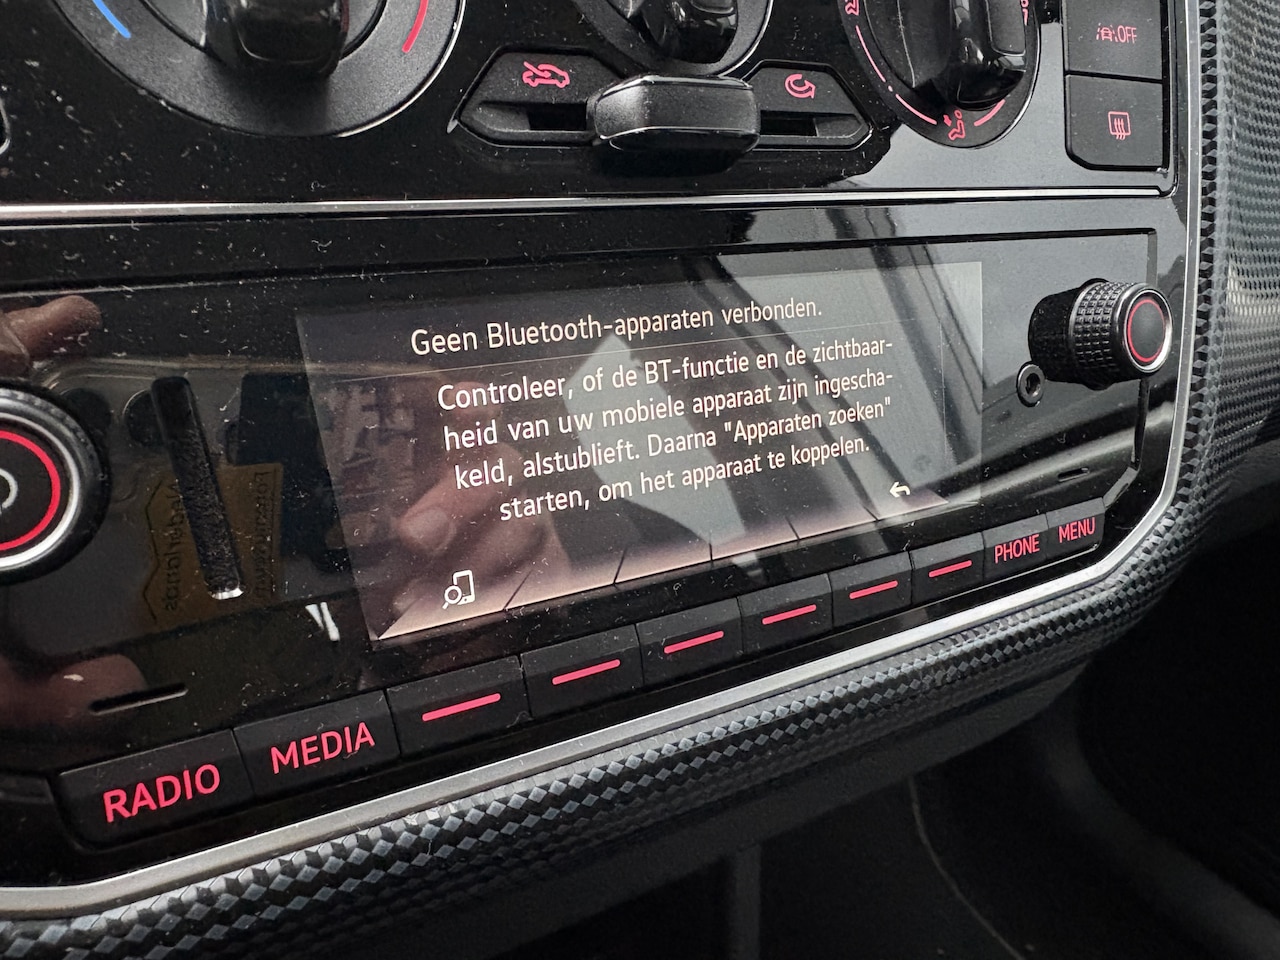 OFF
Geen Bluetooth-apparaten verbonden.
Controleer, of de BT-functie en de zichtbaar-
heid van uw mobiele apparaat zijn ingescha-
keld, alstublieft. Daarna "Apparaten zoeken"
starten, om het apparaat te koppelen.
PHONE
MENU
MEDIA
RADIO